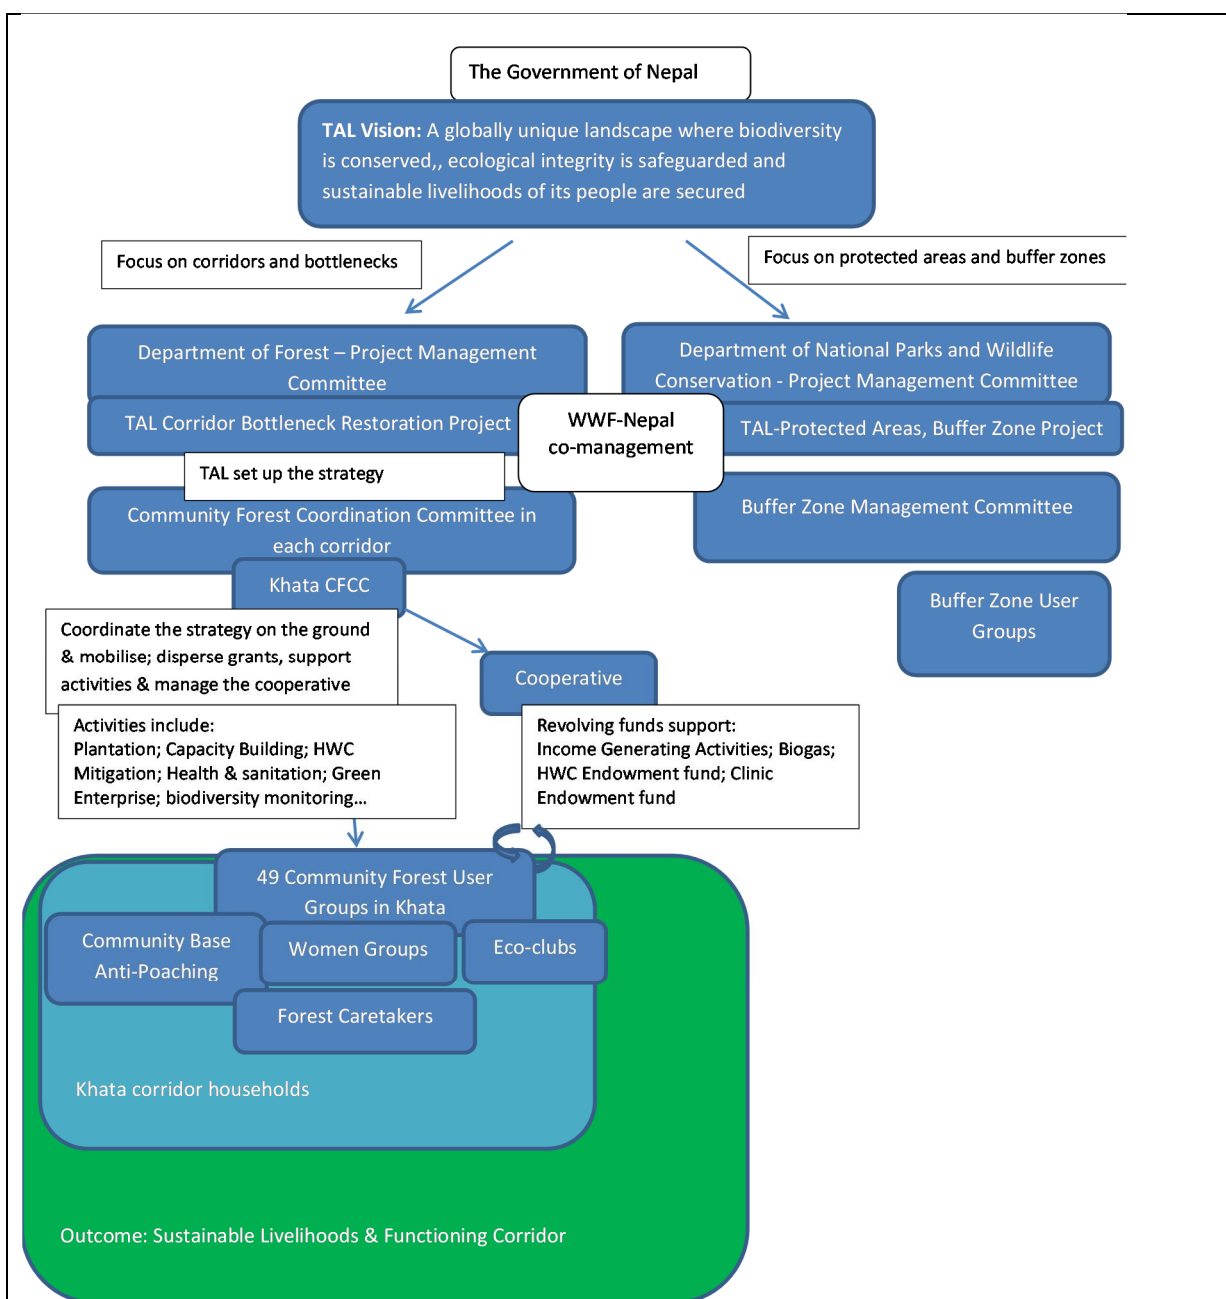 The Government of Nepal
TAL Vision: A globally unique landscape where biodiversity
is conserved,, ecological integrity is safeguarded and
sustainable livelihoods of its people are secured
Focus on corridors and bottlenecks
Focus on protected areas and buffer zones
Department of Forest – Project Management
Committee
Department of National Parks and Wildlife
Conservation - Project Management Committee
TAL Corridor Bottleneck Restoration Project
WWF-Nepal
co-management
TAL-Protected Areas, Buffer Zone Project
TAL set up the strategy
Community Forest Coordination Committee in
each corridor
Buffer Zone Management Committee
Khata CFCC
Buffer Zone User
Groups
Coordinate the strategy on the ground
& mobilise; disperse grants, support
activities & manage the cooperative
Cooperative
Activities include:
Plantation; Capacity Building; HWC
Mitigation; Health & sanitation; Green
Enterprise; biodiversity monitoring…
Revolving funds support:
Income Generating Activities; Biogas;
HWC Endowment fund; Clinic
Endowment fund
49 Community Forest User
Groups in Khata
Community Base
Anti-Poaching
Women Groups
Eco-clubs
Forest Caretakers
Khata corridor households
Outcome: Sustainable Livelihoods & Functioning Corridor